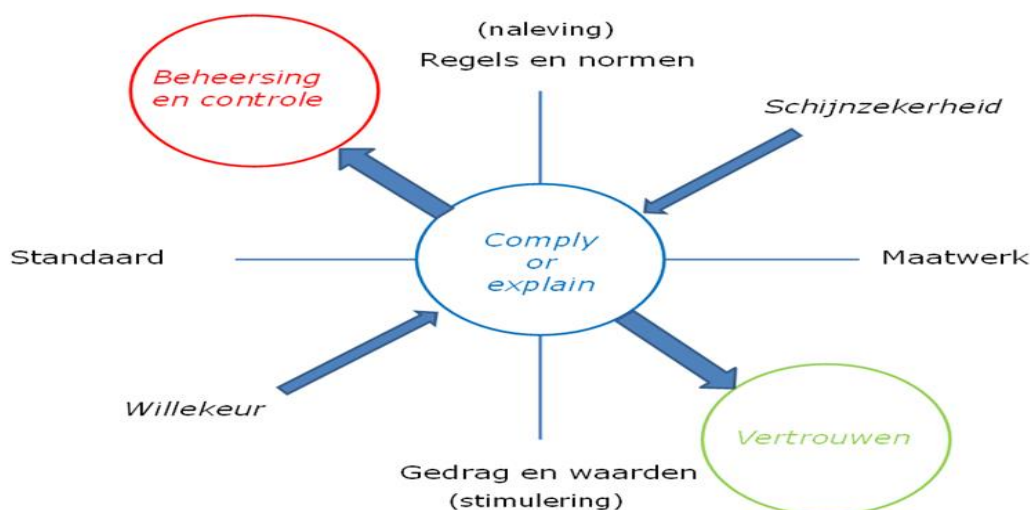 (naleving)
Regels en normen
Beheersing
en controle
Schijnzekerheid
Comply
or
explain
Standaard
Maatwerk
Willekeur
Vertrouwen
Gedrag en waarden
(stimulering)